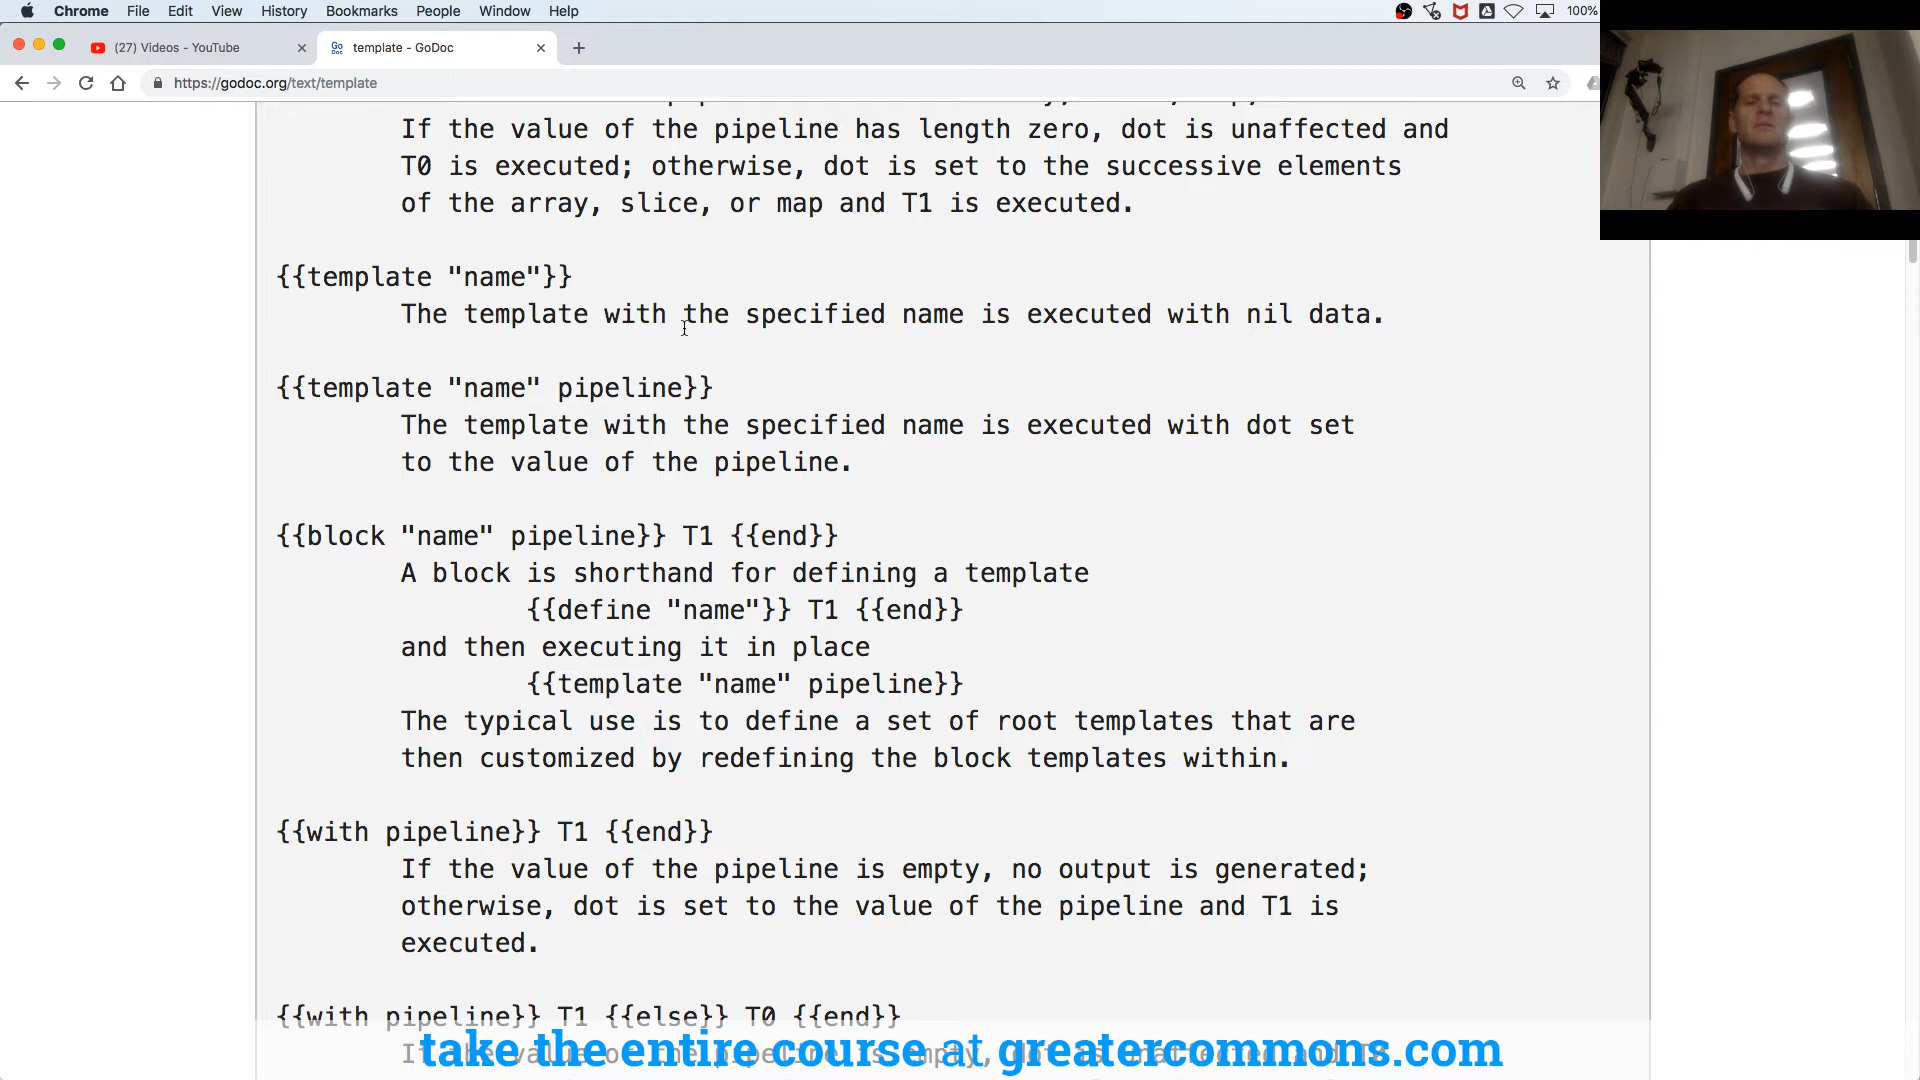 Chrome File Edit View History Bookmarks People Window Help 100%
(27) Videos - YouTube
template - GoDoc
https://godoc.org/text/template
If the value of the pipeline has length zero, dot is unaffected and
T0 is executed; otherwise, dot is set to the successive elements
of the array, slice, or map and T1 is executed.
{{template "name"}}
The template with the specified name is executed with nil data.
{{template "name" pipeline}}
The template with the specified name is executed with dot set
to the value of the pipeline.
{{block "name" pipeline}} T1 {{end}}
A block is shorthand for defining a template
{{define "name"}} T1 {{end}}
and then executing it in place
{{template "name" pipeline}}
The typical use is to define a set of root templates that are
then customized by redefining the block templates within.
{{with pipeline}} T1 {{end}}
If the value of the pipeline is empty, no output is generated;
otherwise, dot is set to the value of the pipeline and T1 is
executed.
{{with pipeline}} T1 {{else}} T0 {{end}}
take the entire course at greatercommons.com